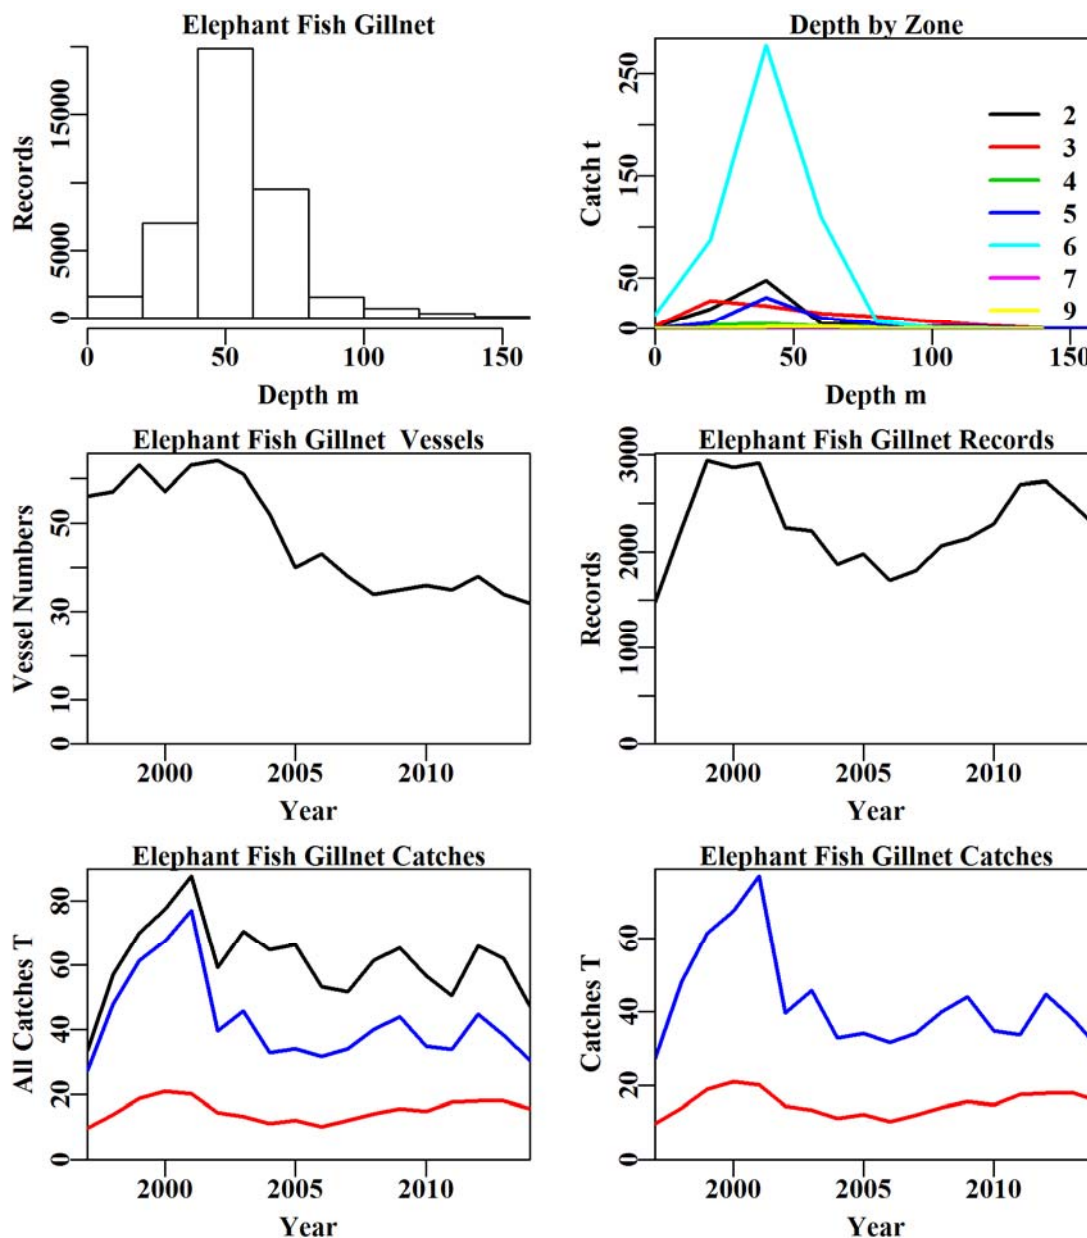 Elephant Fish Gillnet
Records
15000
5000
0
0 50 100 150
Depth m
Depth by Zone
Catch t
250
150
50
0
2
3
4
5
6
7
9
0 50 100 150
Depth m
Elephant Fish Gillnet Vessels
Vessel Numbers
50
30
10
0
2000 2005 2010
Year
Elephant Fish Gillnet Records
Records
3000
2000
1000
0
2000 2005 2010
Year
Elephant Fish Gillnet Catches
All Catches T
80
60
40
20
0
2000 2005 2010
Year
Elephant Fish Gillnet Catches
Catches T
60
40
20
0
2000 2005 2010
Year